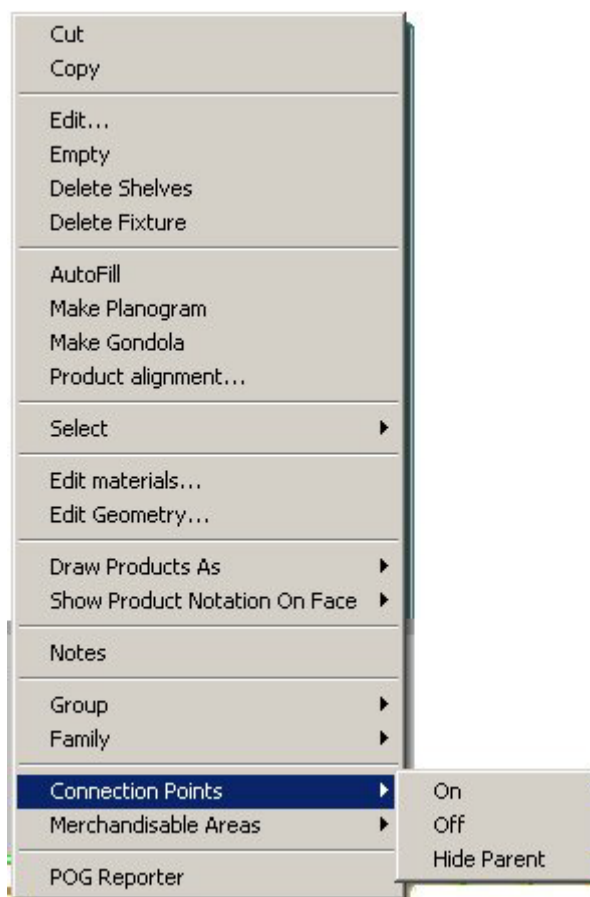 Cut
Copy
Edit...
Empty
Delete Shelves
Delete Fixture
AutoFill
Make Planogram
Make Gondola
Product alignment...
Select
Edit materials...
Edit Geometry...
Draw Products As
Show Product Notation On Face
Notes
Group
Family
Connection Points
On
Merchandisable Areas
Off
Hide Parent
POG Reporter